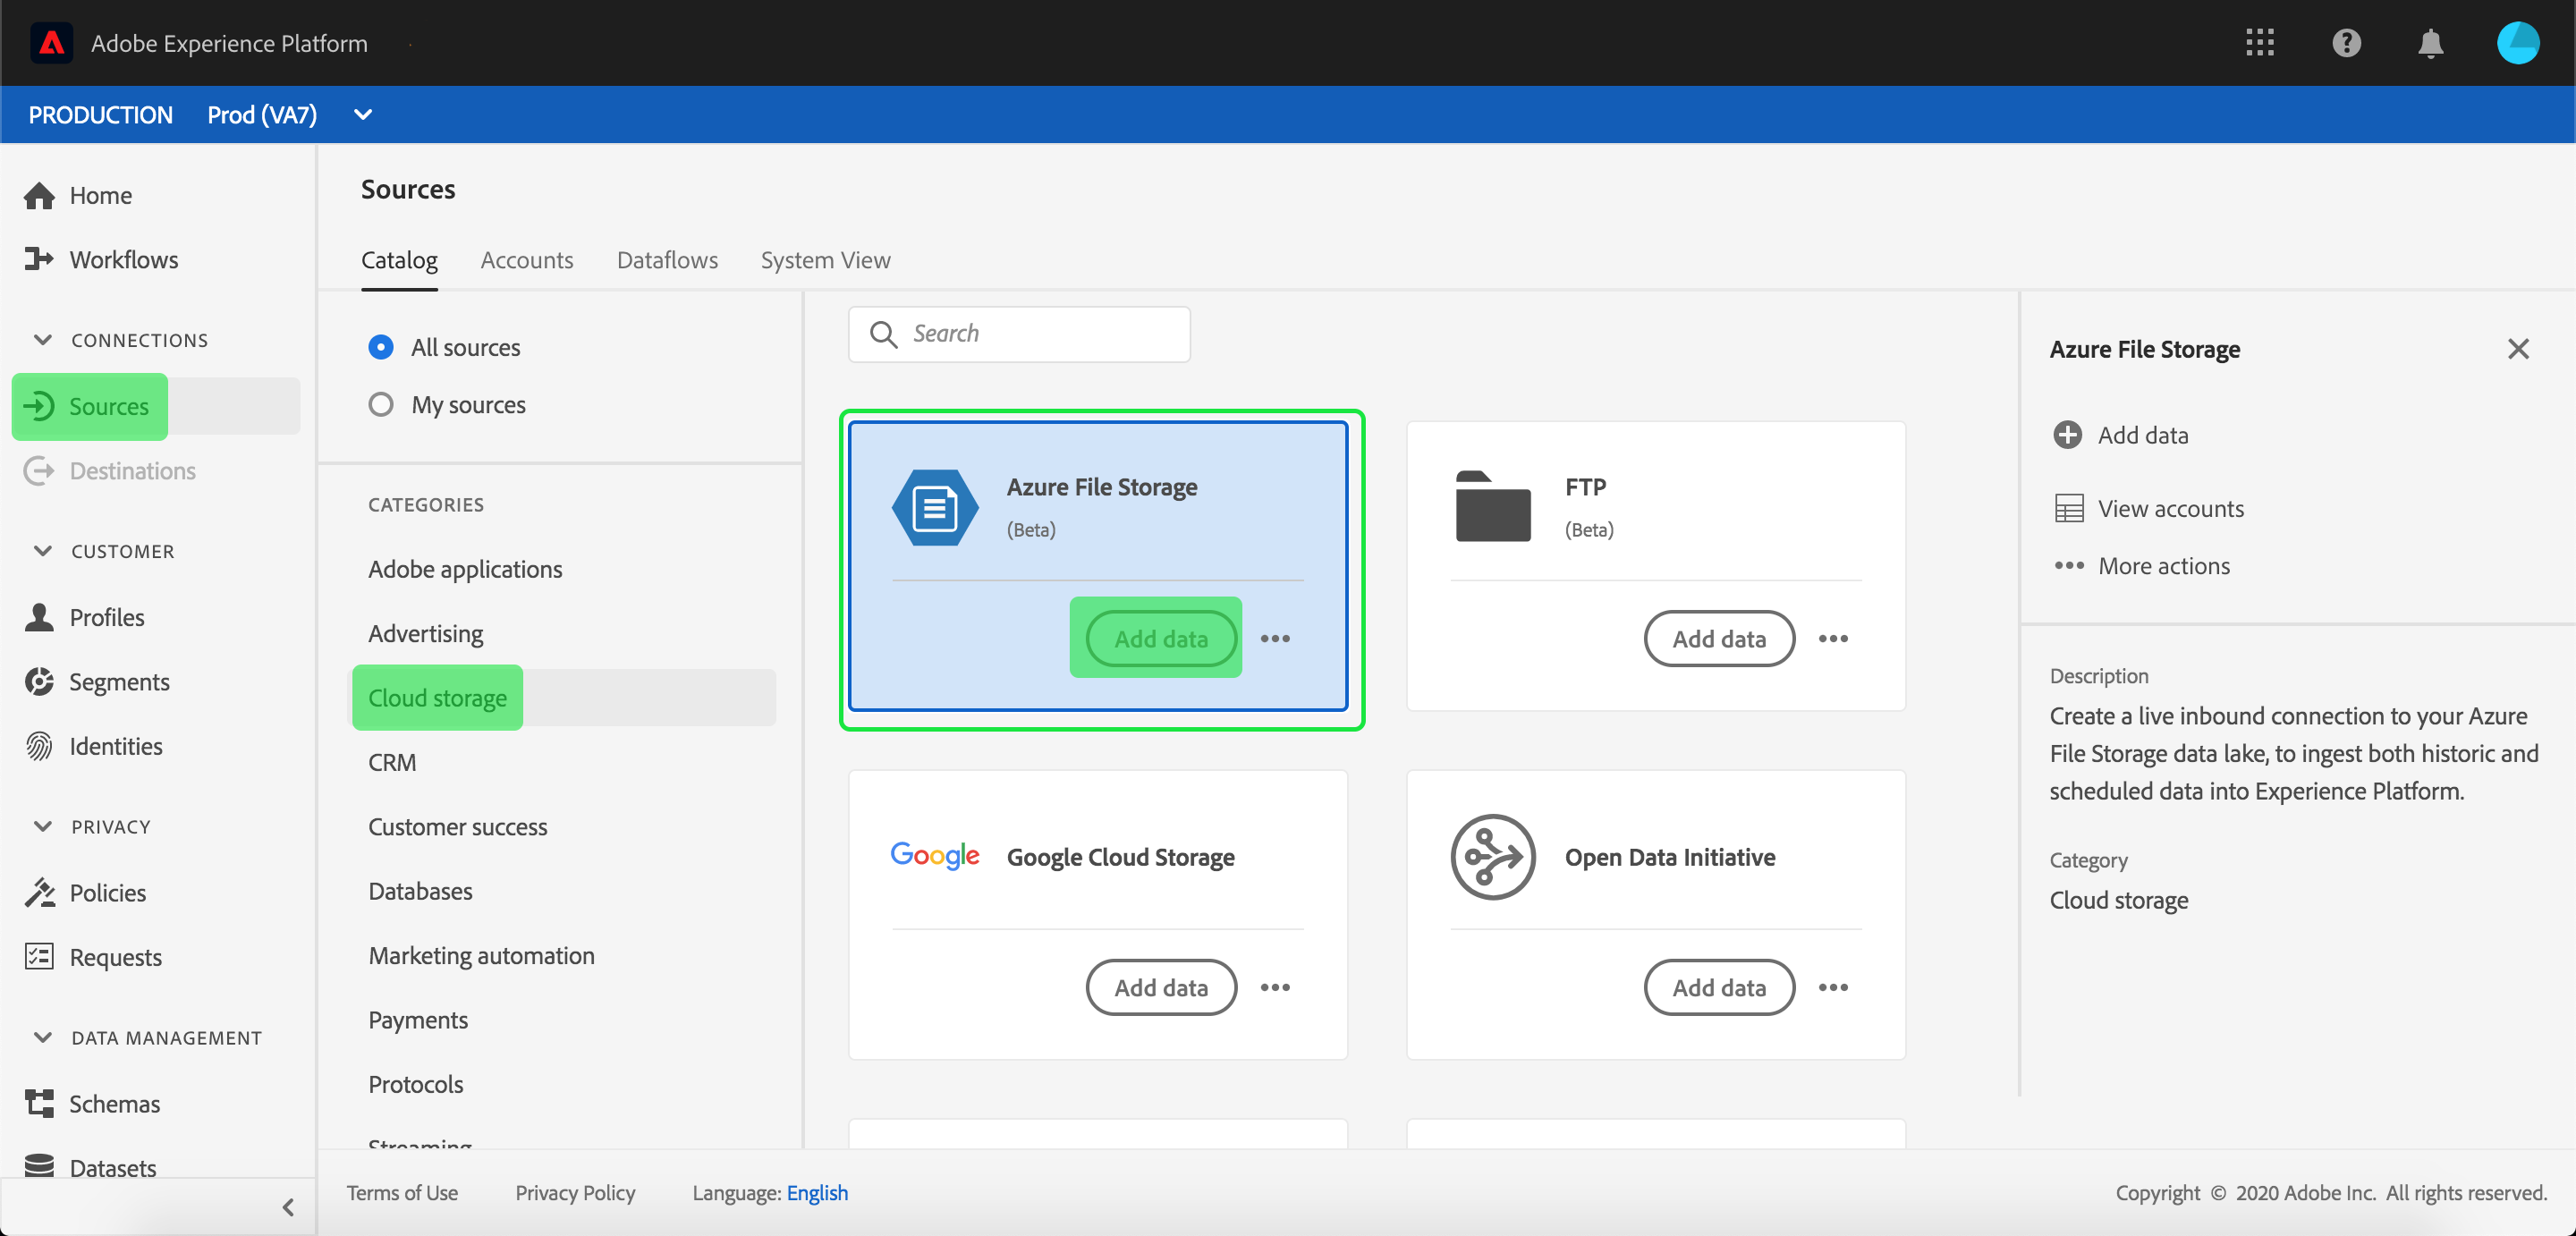 Adobe Experience Platform
PRODUCTION Prod (VA7)
Home
Workflows
CONNECTIONS
Sources
Destinations
CUSTOMER
Profiles
Segments
Identities
PRIVACY
Policies
Requests
DATA MANAGEMENT
Schemas
Datasets
Sources
Catalog Accounts Dataflows System View
All sources
My sources
CATEGORIES
Adobe applications
Advertising
Cloud storage
CRM
Customer success
Databases
Marketing automation
Payments
Protocols
Streaming
Search
Azure File Storage
(Beta)
Add data
FTP
(Beta)
Add data
Google Google Cloud Storage
Add data
Open Data Initiative
Add data
Azure File Storage
Add data
View accounts
More actions
Description
Create a live inbound connection to your Azure
File Storage data lake, to ingest both historic and
scheduled data into Experience Platform.
Category
Cloud storage
Terms of Use Privacy Policy Language: English
Copyright © 2020 Adobe Inc. All rights reserved.